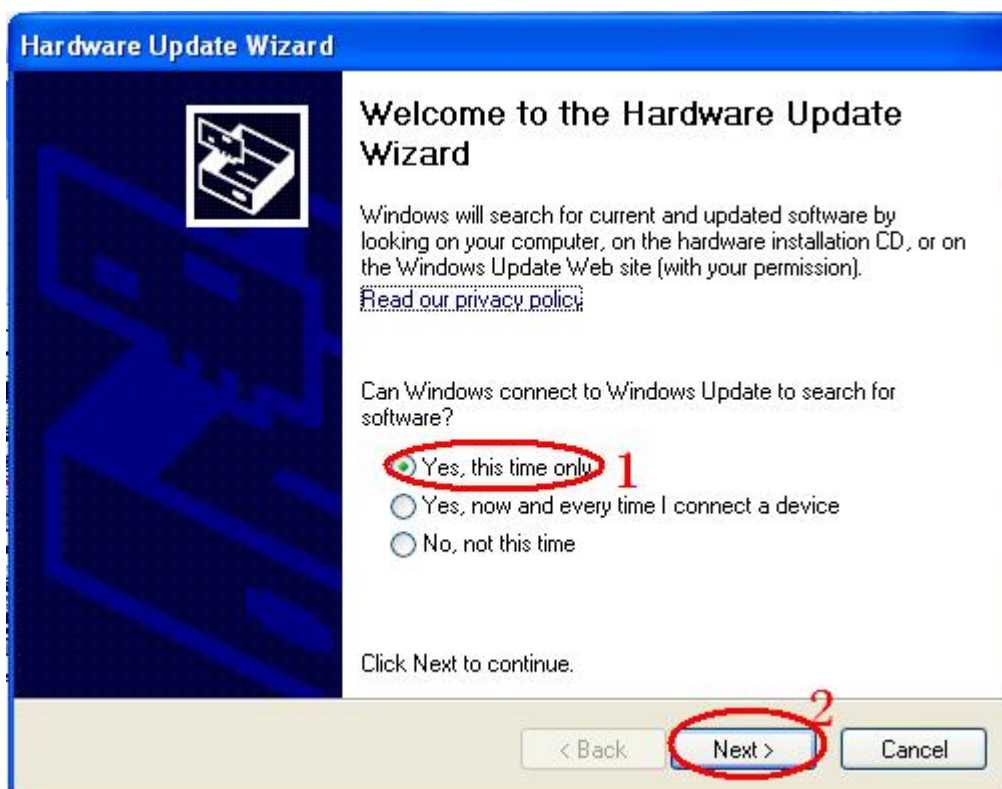 Hardware Update Wizard
Welcome to the Hardware Update
Wizard
Windows will search for current and updated software by
looking on your computer, on the hardware installation CD, or on
the Windows Update Web site (with your permission).
Read our privacy policy
Can Windows connect to Windows Update to search for
software?
Yes, this time only 1
Yes, now and every time I connect a device
No, not this time
Click Next to continue.
2
< Back Next > Cancel